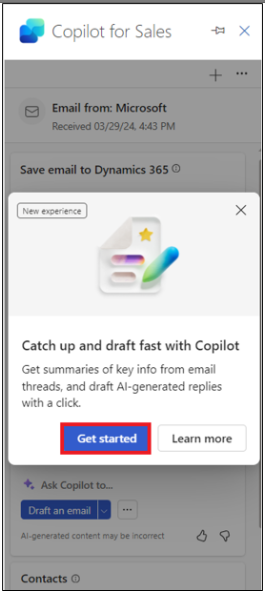 Copilot for Sales
Email from: Microsoft
Received 03/29/24, 4:43 PM
Save email to Dynamics 365
New experience
Catch up and draft fast with Copilot
Get summaries of key info from email
threads, and draft AI-generated replies
with a click.
Get started
Learn more
Ask Copilot to...
Draft an email
AI-generated content may be incorrect
Contacts